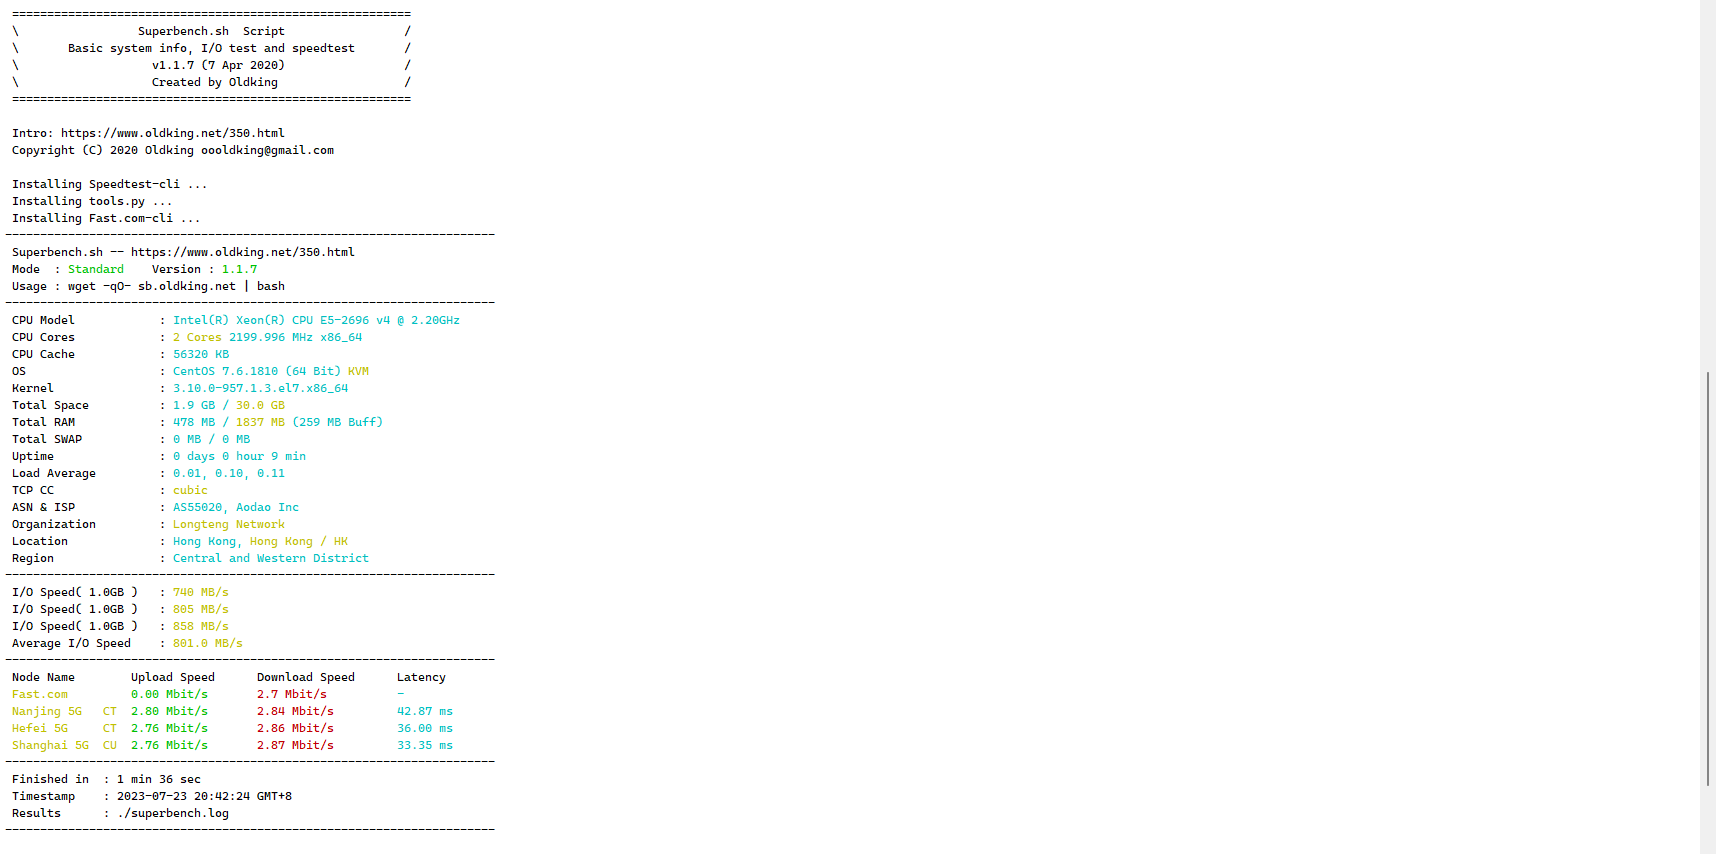 =========================================================
\                 Superbench.sh  Script                 /
\       Basic system info, I/O test and speedtest       /
\                   v1.1.7 (7 Apr 2020)                 /
\                   Created by Oldking                  /
=========================================================
Intro: https://www.oldking.net/350.html
Copyright (C) 2020 Oldking oooldking@gmail.com
Installing Speedtest-cli ...
Installing tools.py ...
Installing Fast.com-cli ...
----------------------------------------------------------------------
Superbench.sh -- https://www.oldking.net/350.html
Mode  : Standard    Version : 1.1.7
Usage : wget -qO- sb.oldking.net | bash
----------------------------------------------------------------------
CPU Model            : Intel(R) Xeon(R) CPU E5-2696 v4 @ 2.20GHz
CPU Cores            : 2 Cores 2199.996 MHz x86_64
CPU Cache            : 56320 KB
OS                   : CentOS 7.6.1810 (64 Bit) KVM
Kernel               : 3.10.0-957.1.3.el7.x86_64
Total Space          : 1.9 GB / 30.0 GB
Total RAM            : 478 MB / 1837 MB (259 MB Buff)
Total SWAP           : 0 MB / 0 MB
Uptime               : 0 days 0 hour 9 min
Load Average         : 0.01, 0.10, 0.11
TCP CC               : cubic
ASN & ISP            : AS55020, Aodao Inc
Organization         : Longteng Network
Location             : Hong Kong, Hong Kong / HK
Region               : Central and Western District
----------------------------------------------------------------------
I/O Speed( 1.0GB )   : 740 MB/s
I/O Speed( 1.0GB )   : 805 MB/s
I/O Speed( 1.0GB )   : 858 MB/s
Average I/O Speed    : 801.0 MB/s
----------------------------------------------------------------------
Node Name        Upload Speed      Download Speed      Latency
Fast.com         0.00 Mbit/s       2.7 Mbit/s          -
Nanjing 5G   CT  2.80 Mbit/s       2.84 Mbit/s         42.87 ms
Hefei 5G     CT  2.76 Mbit/s       2.86 Mbit/s         36.00 ms
Shanghai 5G  CU  2.76 Mbit/s       2.87 Mbit/s         33.35 ms
----------------------------------------------------------------------
Finished in  : 1 min 36 sec
Timestamp    : 2023-07-23 20:42:24 GMT+8
Results      : ./superbench.log
----------------------------------------------------------------------